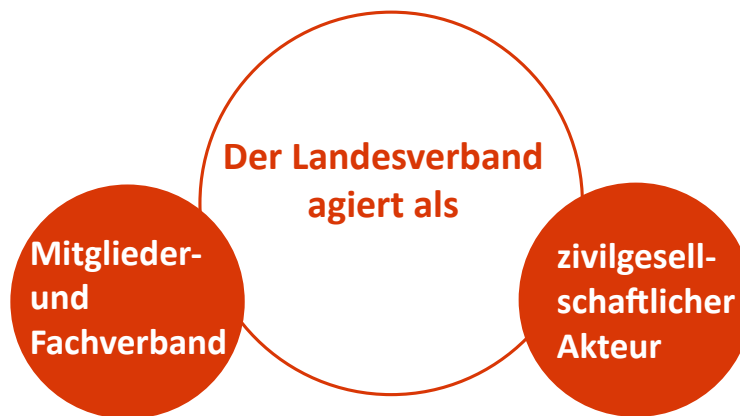 Der Landesverband
agiert als
Mitglieder-
und
Fachverband
zivilgesell-
schaftlicher
Akteur